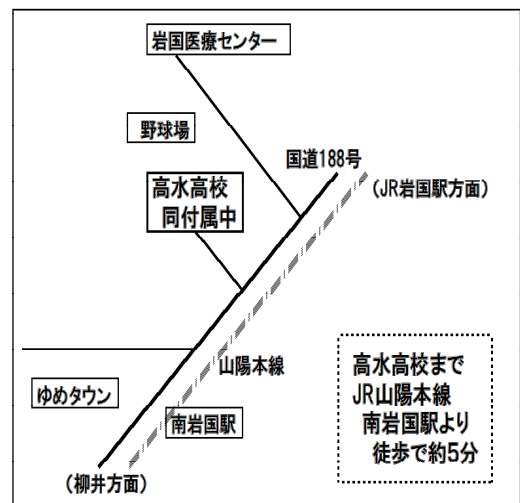 岩国医療センター
野球場
国道188号
(JR岩国駅方面)
高水高校
同付属中
山陽本線
ゆめタウン
南岩国駅
(柳井方面)
高水高校まで
JR山陽本線
南岩国駅より
徒歩で約5分